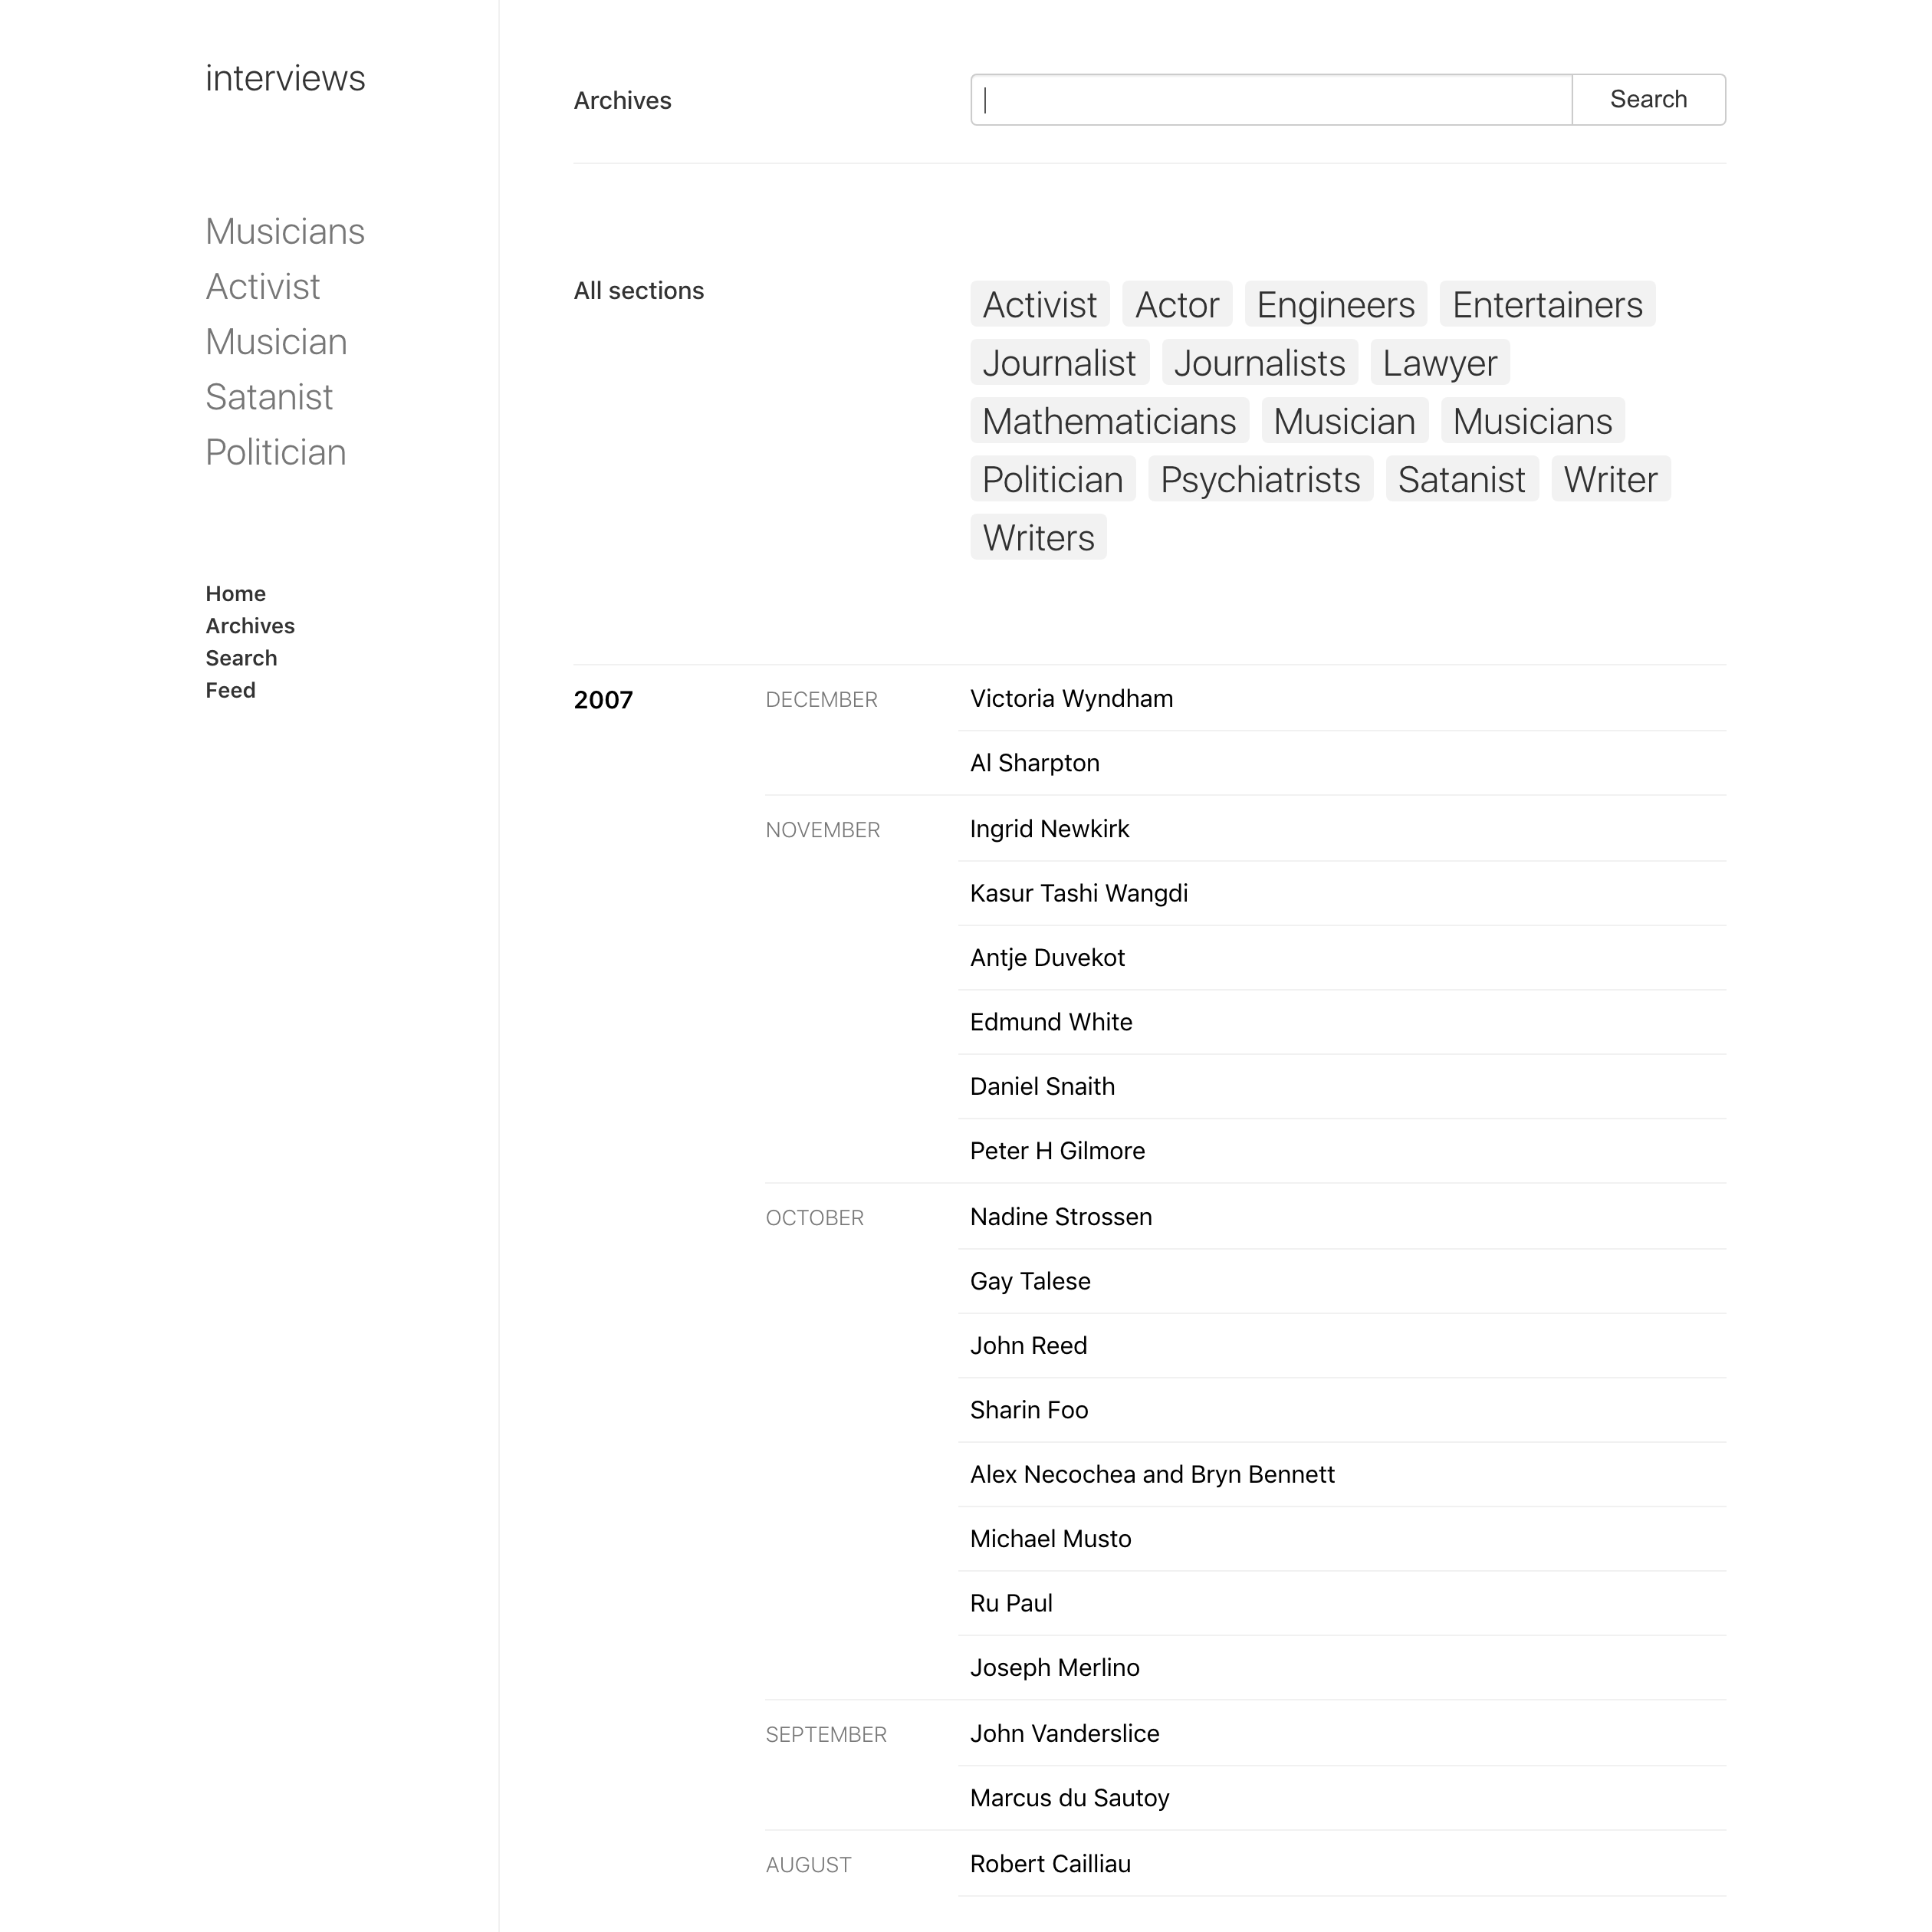 interviews
Musicians
Activist
Musician
Satanist
Politician
Home
Archives
Search
Feed
Archives
Search
All sections
Activist Actor Engineers Entertainers
Journalist Journalists Lawyer
Mathematicians Musician Musicians
Politician Psychiatrists Satanist Writer
Writers
2007 DECEMBER Victoria Wyndham
Al Sharpton
NOVEMBER Ingrid Newkirk
Kasur Tashi Wangdi
Antje Duvekot
Edmund White
Daniel Snaith
Peter H Gilmore
OCTOBER Nadine Strossen
Gay Talese
John Reed
Sharin Foo
Alex Necochea and Bryn Bennett
Michael Musto
Ru Paul
Joseph Merlino
SEPTEMBER John Vanderslice
Marcus du Sautoy
AUGUST Robert Cailliau